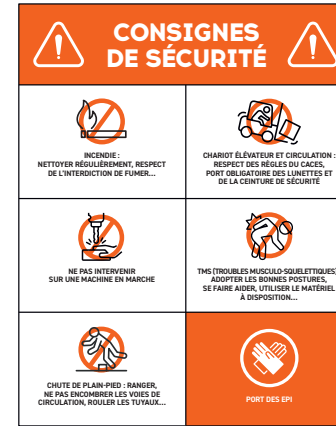 CONSIGNES
DE SÉCURITÉ
INCENDIE :
NETTOYER RÉGULIÈREMENT, RESPECT
DE L'INTERDICTION DE FUMER...
CHARIOT ÉLÉVATEUR ET CIRCULATION :
RESPECT DES RÈGLES DU CACES,
PORT OBLIGATOIRE DES LUNETTES ET
DE LA CEINTURE DE SÉCURITÉ
NE PAS INTERVENIR
SUR UNE MACHINE EN MARCHE
TMS (TROUBLES MUSCULO-SQUELETTIQUES)
ADOPTER LES BONNES POSTURES,
SE FAIRE AIDER, UTILISER LE MATÉRIEL
À DISPOSITION...
CHUTE DE PLAIN-PIED : RANGER,
NE PAS ENCOMBRER LES VOIES DE
CIRCULATION, ROULER LES TUYAUX...
PORT DES EPI